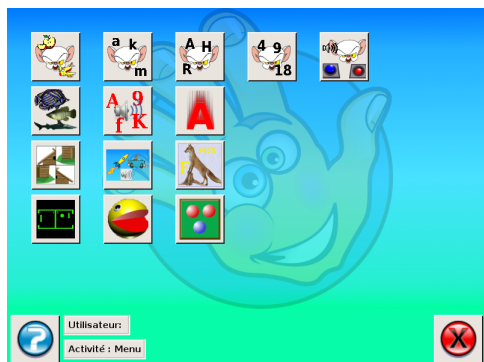 a k
m
A H
R
4 9
18
A 9
f K
A
Utilisateur:
Activité : Menu